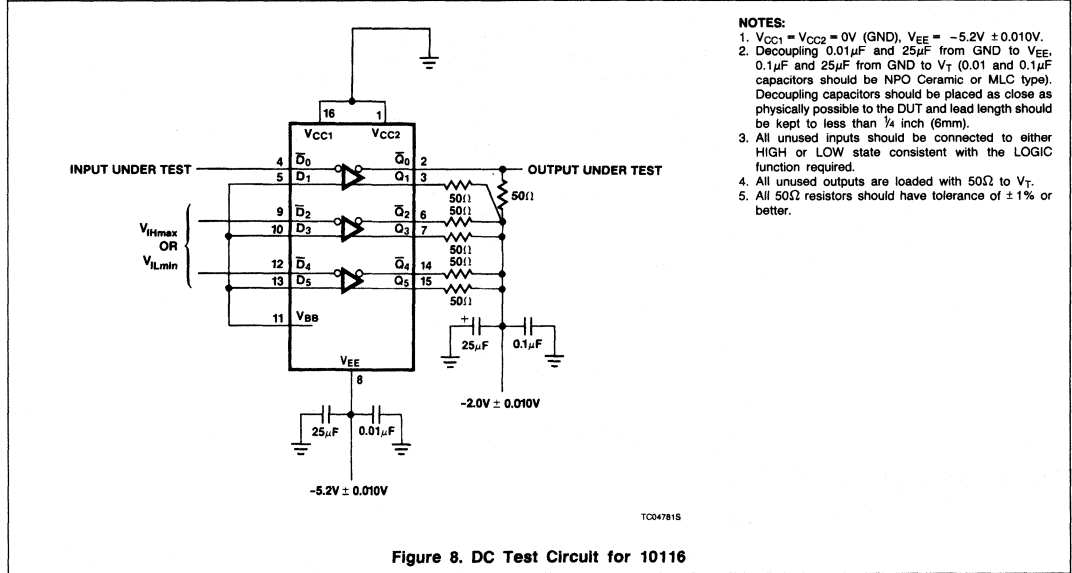 NOTES:
1. VCC1 = VCC2 = 0V (GND), VEE = −5.2V ±0.010V.
2. Decoupling 0.01μF and 25μF from GND to VEE,
0.1μF and 25μF from GND to VT (0.01 and 0.1μF
capacitors should be NPO Ceramic or MLC type).
Decoupling capacitors should be placed as close as
physically possible to the DUT and lead length should
be kept to less than ¼ inch (6mm).
3. All unused inputs should be connected to either
HIGH or LOW state consistent with the LOGIC
function required.
4. All unused outputs are loaded with 50Ω to VT.
5. All 50Ω resistors should have tolerance of ±1% or
better.
16 1
VCC1 VCC2
INPUT UNDER TEST 4 D̅0 Q̅0 2 OUTPUT UNDER TEST
5 D1 Q1 3
50Ω 50Ω
50Ω
9 D̅2 Q̅2 6
10 D3 Q3 7
VIHmax
OR
VILmin
50Ω
50Ω
12 D̅4 Q̅4 14
13 D5 Q5 15
50Ω
11 VBB
+
25μF 0.1μF
VEE
8
−2.0V ± 0.010V
25μF 0.01μF
−5.2V ± 0.010V
TC04781S
Figure 8. DC Test Circuit for 10116